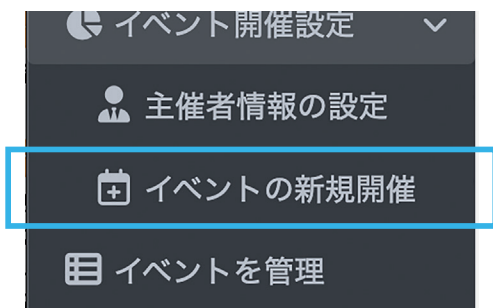 イベント開催設定
主催者情報の設定
イベントの新規開催
イベントを管理